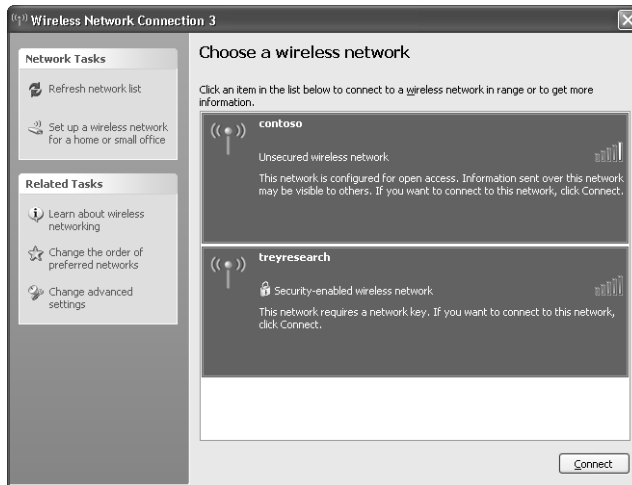 Wireless Network Connection 3
Network Tasks
Refresh network list
Set up a wireless network
for a home or small office
Related Tasks
Learn about wireless
networking
Change the order of
preferred networks
Change advanced
settings
Choose a wireless network
Click an item in the list below to connect to a wireless network in range or to get more
information.
contoso
Unsecured wireless network
This network is configured for open access. Information sent over this network
may be visible to others. If you want to connect to this network, click Connect.
treyresearch
Security-enabled wireless network
This network requires a network key. If you want to connect to this network,
click Connect.
Connect